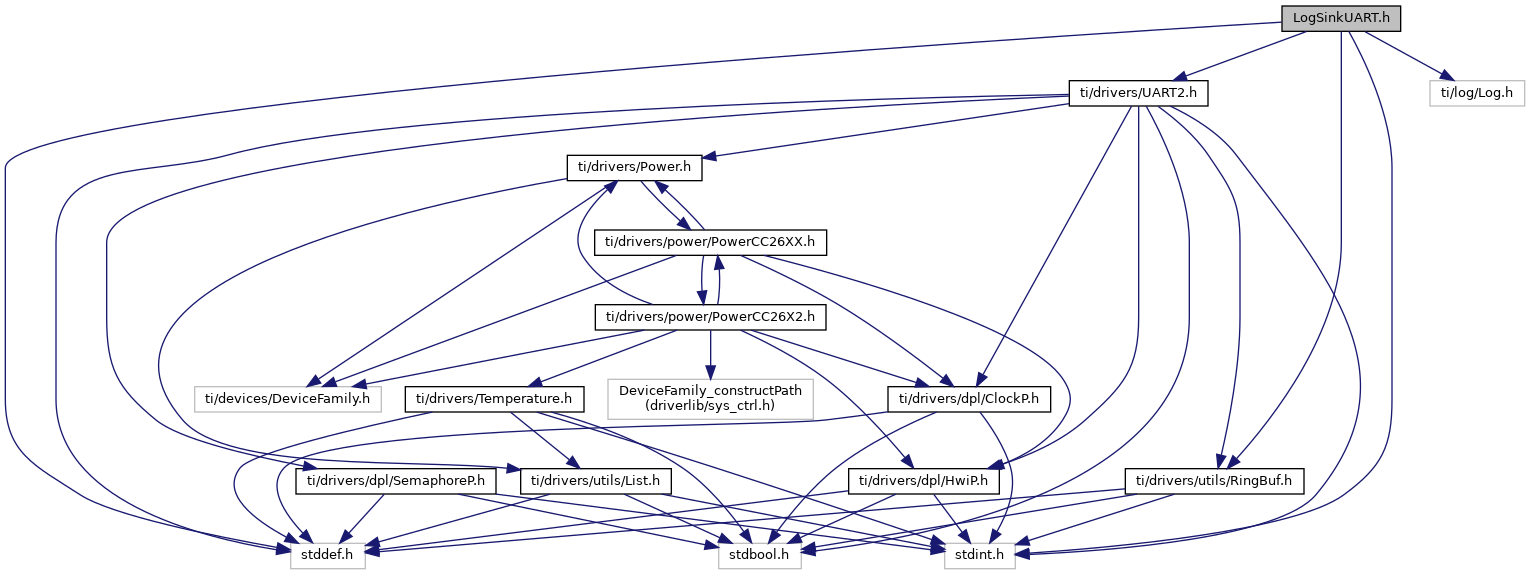 LogSinkUART.h
ti/drivers/UART2.h
ti/log/Log.h
ti/drivers/Power.h
ti/drivers/power/PowerCC26XX.h
ti/drivers/power/PowerCC26X2.h
ti/devices/DeviceFamily.h
ti/drivers/Temperature.h
DeviceFamily_constructPath
(driverlib/sys_ctrl.h)
ti/drivers/dpl/ClockP.h
ti/drivers/dpl/SemaphoreP.h
ti/drivers/utils/List.h
ti/drivers/dpl/HwiP.h
ti/drivers/utils/RingBuf.h
stddef.h
stdbool.h
stdint.h